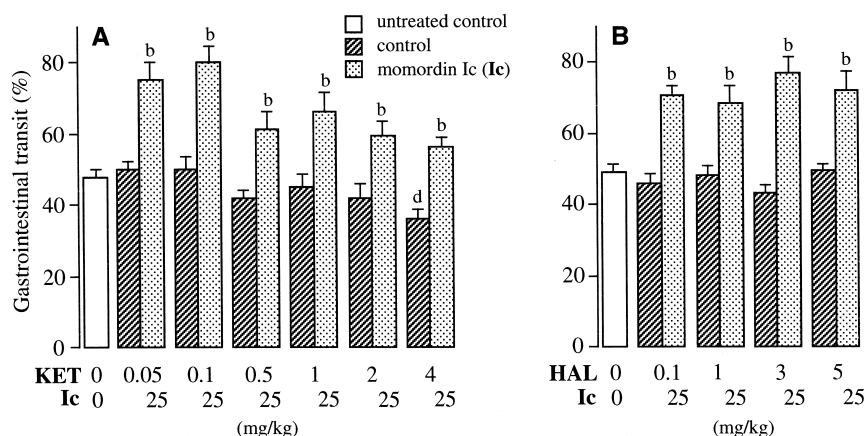 A
untreated control
control
momordin Ic (Ic)
B
Gastrointestinal transit (%)
80
60
40
20
0
b
b
b
b
b
b
d
80
60
40
20
0
b
b
b
b
KET 0 0.05 0.1 0.5 1 2 4
Ic 0 25 25 25 25 25 25
(mg/kg)
HAL 0 0.1 1 3 5
Ic 0 25 25 25 25
(mg/kg)